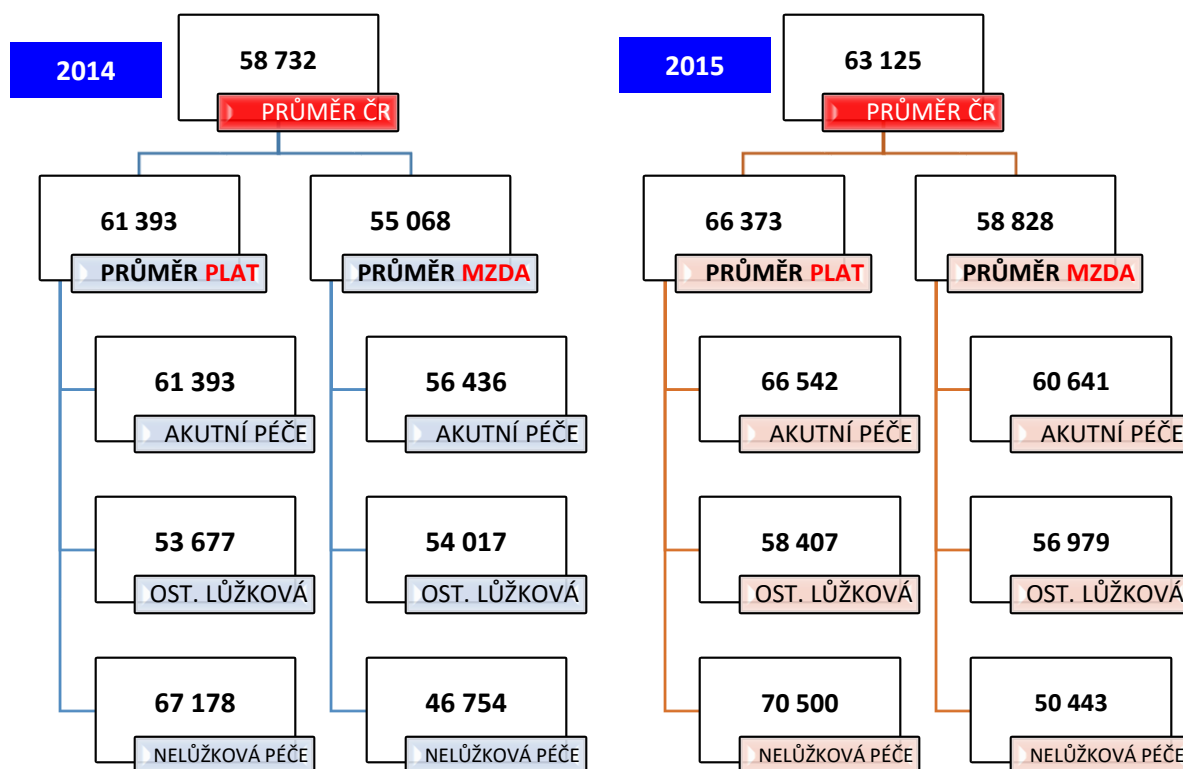 2014
58 732
PRŮMĚR ČR
61 393
PRŮMĚR PLAT
55 068
PRŮMĚR MZDA
61 393
AKUTNÍ PÉČE
56 436
AKUTNÍ PÉČE
53 677
OST. LŮŽKOVÁ
54 017
OST. LŮŽKOVÁ
67 178
NELŮŽKOVÁ PÉČE
46 754
NELŮŽKOVÁ PÉČE
2015
63 125
PRŮMĚR ČR
66 373
PRŮMĚR PLAT
58 828
PRŮMĚR MZDA
66 542
AKUTNÍ PÉČE
60 641
AKUTNÍ PÉČE
58 407
OST. LŮŽKOVÁ
56 979
OST. LŮŽKOVÁ
70 500
NELŮŽKOVÁ PÉČE
50 443
NELŮŽKOVÁ PÉČE